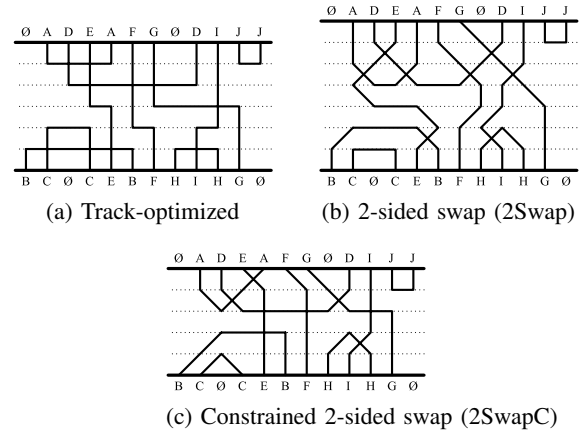 Ø A D E A F G Ø D I J J
B C Ø C E B F H I H G Ø
(a) Track-optimized
Ø A D E A F G Ø D I J J
B C Ø C E B F H I H G Ø
(b) 2-sided swap (2Swap)
Ø A D E A F G Ø D I J J
B C Ø C E B F H I H G Ø
(c) Constrained 2-sided swap (2SwapC)